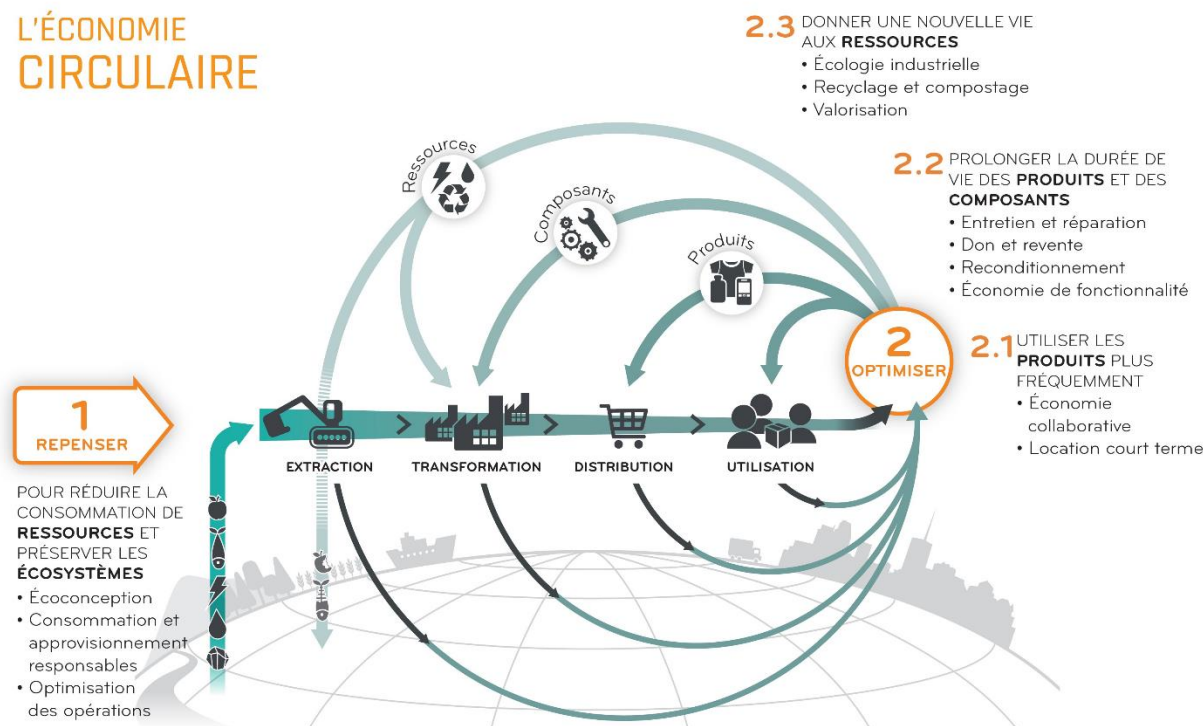 L'ÉCONOMIE
CIRCULAIRE
2.3 DONNER UNE NOUVELLE VIE
AUX RESSOURCES
• Écologie industrielle
• Recyclage et compostage
• Valorisation
2.2 PROLONGER LA DURÉE DE
VIE DES PRODUITS ET DES
COMPOSANTS
• Entretien et réparation
• Don et revente
• Reconditionnement
• Économie de fonctionnalité
2.1 UTILISER LES
PRODUITS PLUS
FRÉQUEMMENT
• Économie
collaborative
• Location court terme
Ressources
Composants
Produits
2
OPTIMISER
1
REPENSER
EXTRACTION
TRANSFORMATION
DISTRIBUTION
UTILISATION
POUR RÉDUIRE LA
CONSOMMATION DE
RESSOURCES ET
PRÉSERVER LES
ÉCOSYSTÈMES
• Écoconception
• Consommation et
approvisionnement
responsables
• Optimisation
des opérations